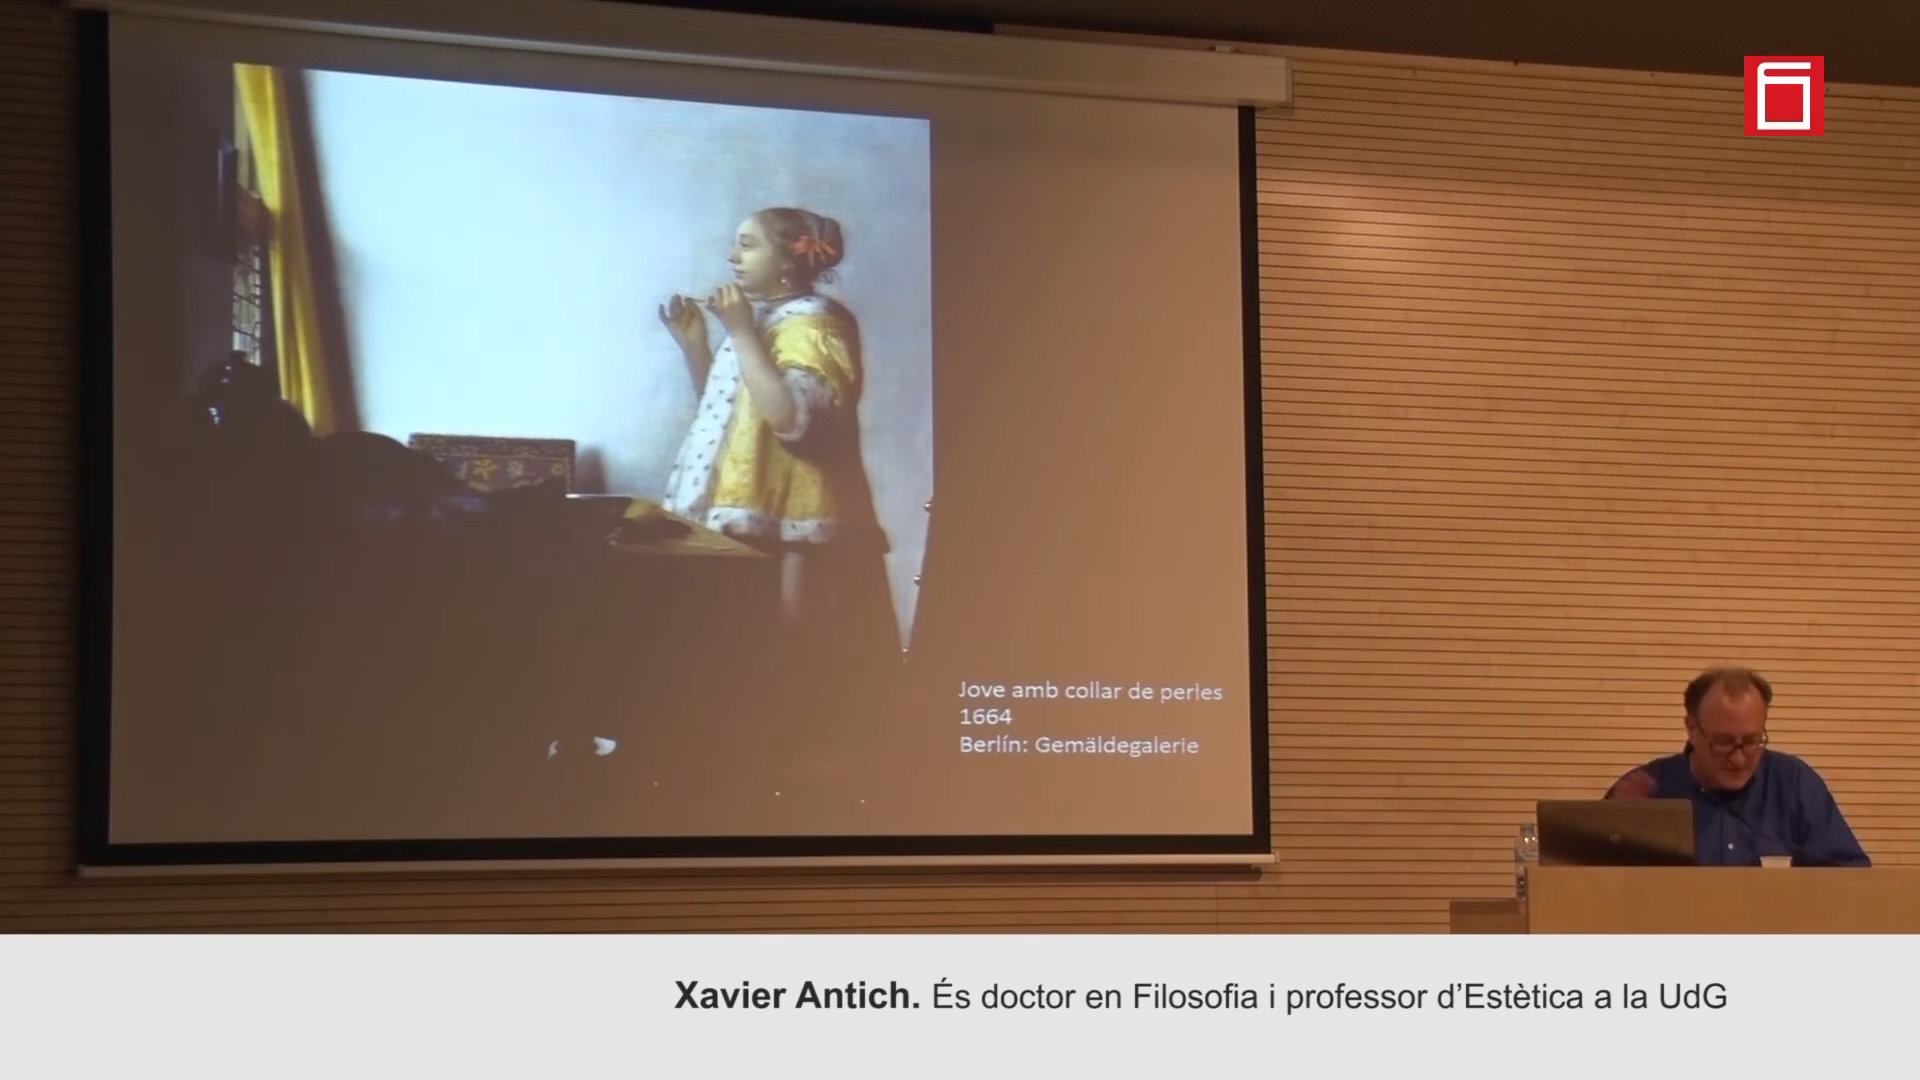 Jove amb collar de perles
1664
Berlín: Gemäldegalerie
Xavier Antich. És doctor en Filosofia i professor d'Estètica a la UdG